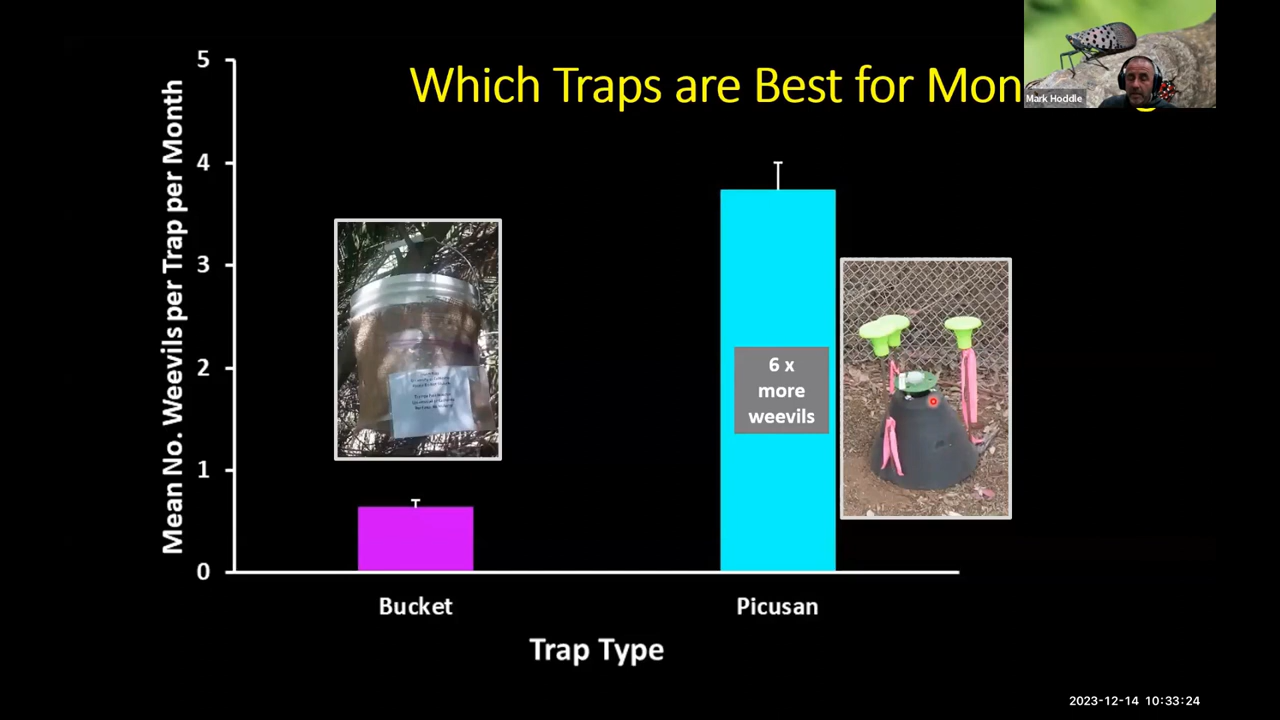 Which Traps are Best for Mon
Mark Hoddle
Mean No. Weevils per Trap per Month
5
4
3
2
1
0
6 x
more
weevils
Bucket
Picusan
Trap Type
2023-12-14 10:33:24